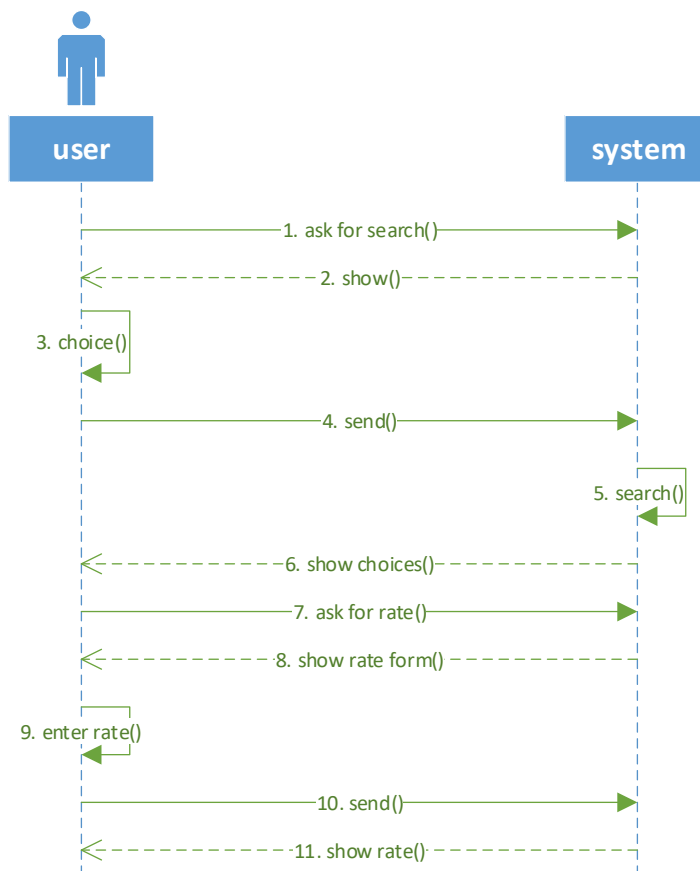 user
system
1. ask for search()
2. show()
3. choice()
4. send()
5. search()
6. show choices()
7. ask for rate()
8. show rate form()
9. enter rate()
10. send()
11. show rate()